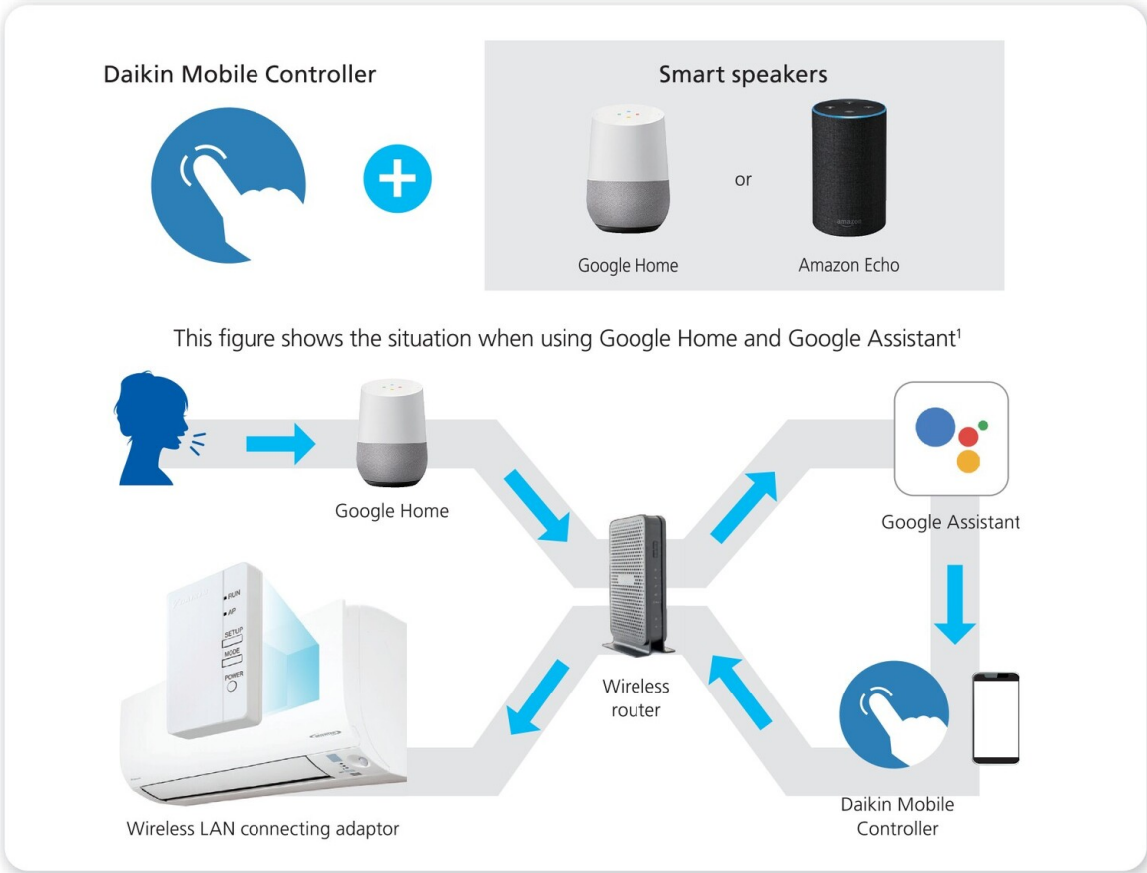 Daikin Mobile Controller
Smart speakers
or
amazon
Google Home
Amazon Echo
This figure shows the situation when using Google Home and Google Assistant¹
Google Home
Google Assistant
RUN
AP
SETUP
MODE
POWER
Wireless
router
Daikin Mobile
Controller
Wireless LAN connecting adaptor